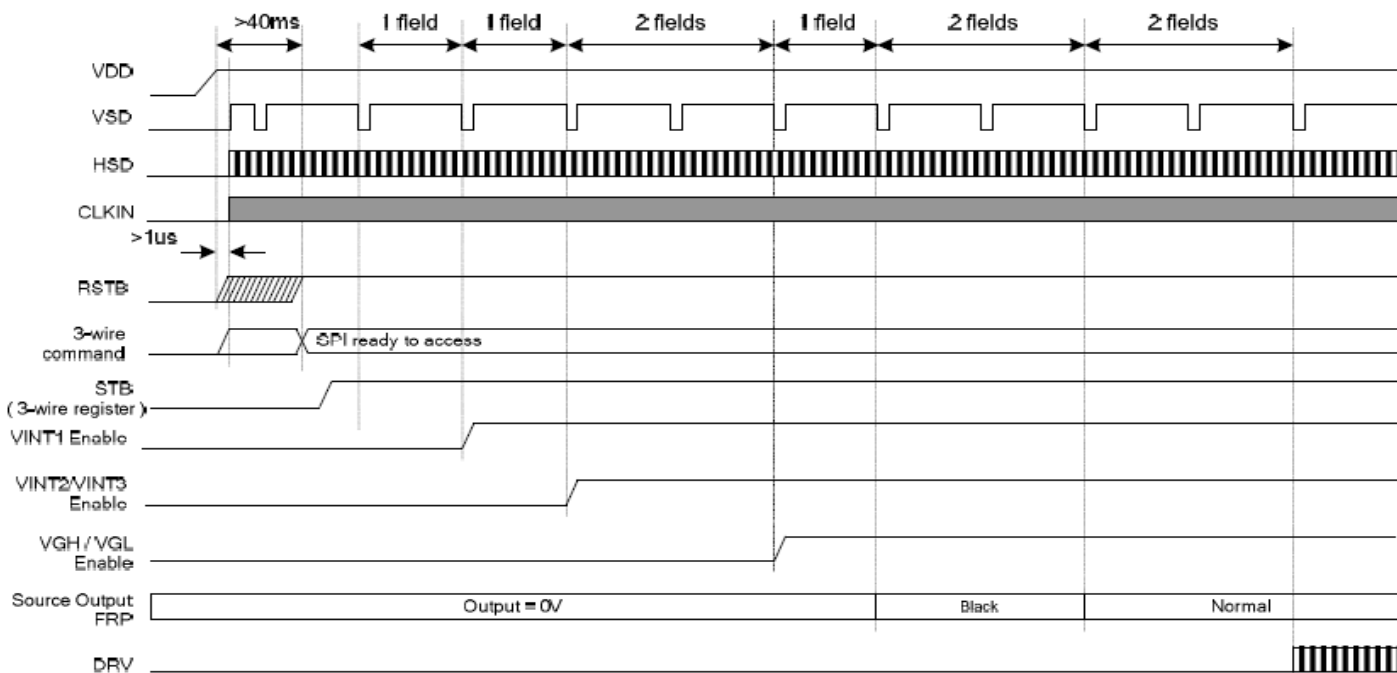 >40ms 1 field 1 field 2 fields 1 field 2 fields 2 fields
VDD
VSD
HSD
CLKIN
>1us
RSTB
3-wire
command
SPI ready to access
STB
( 3-wire register )
VINT1 Enable
VINT2/VINT3
Enable
VGH / VGL
Enable
Source Output
FRP
Output = 0V Black Normal
DRV